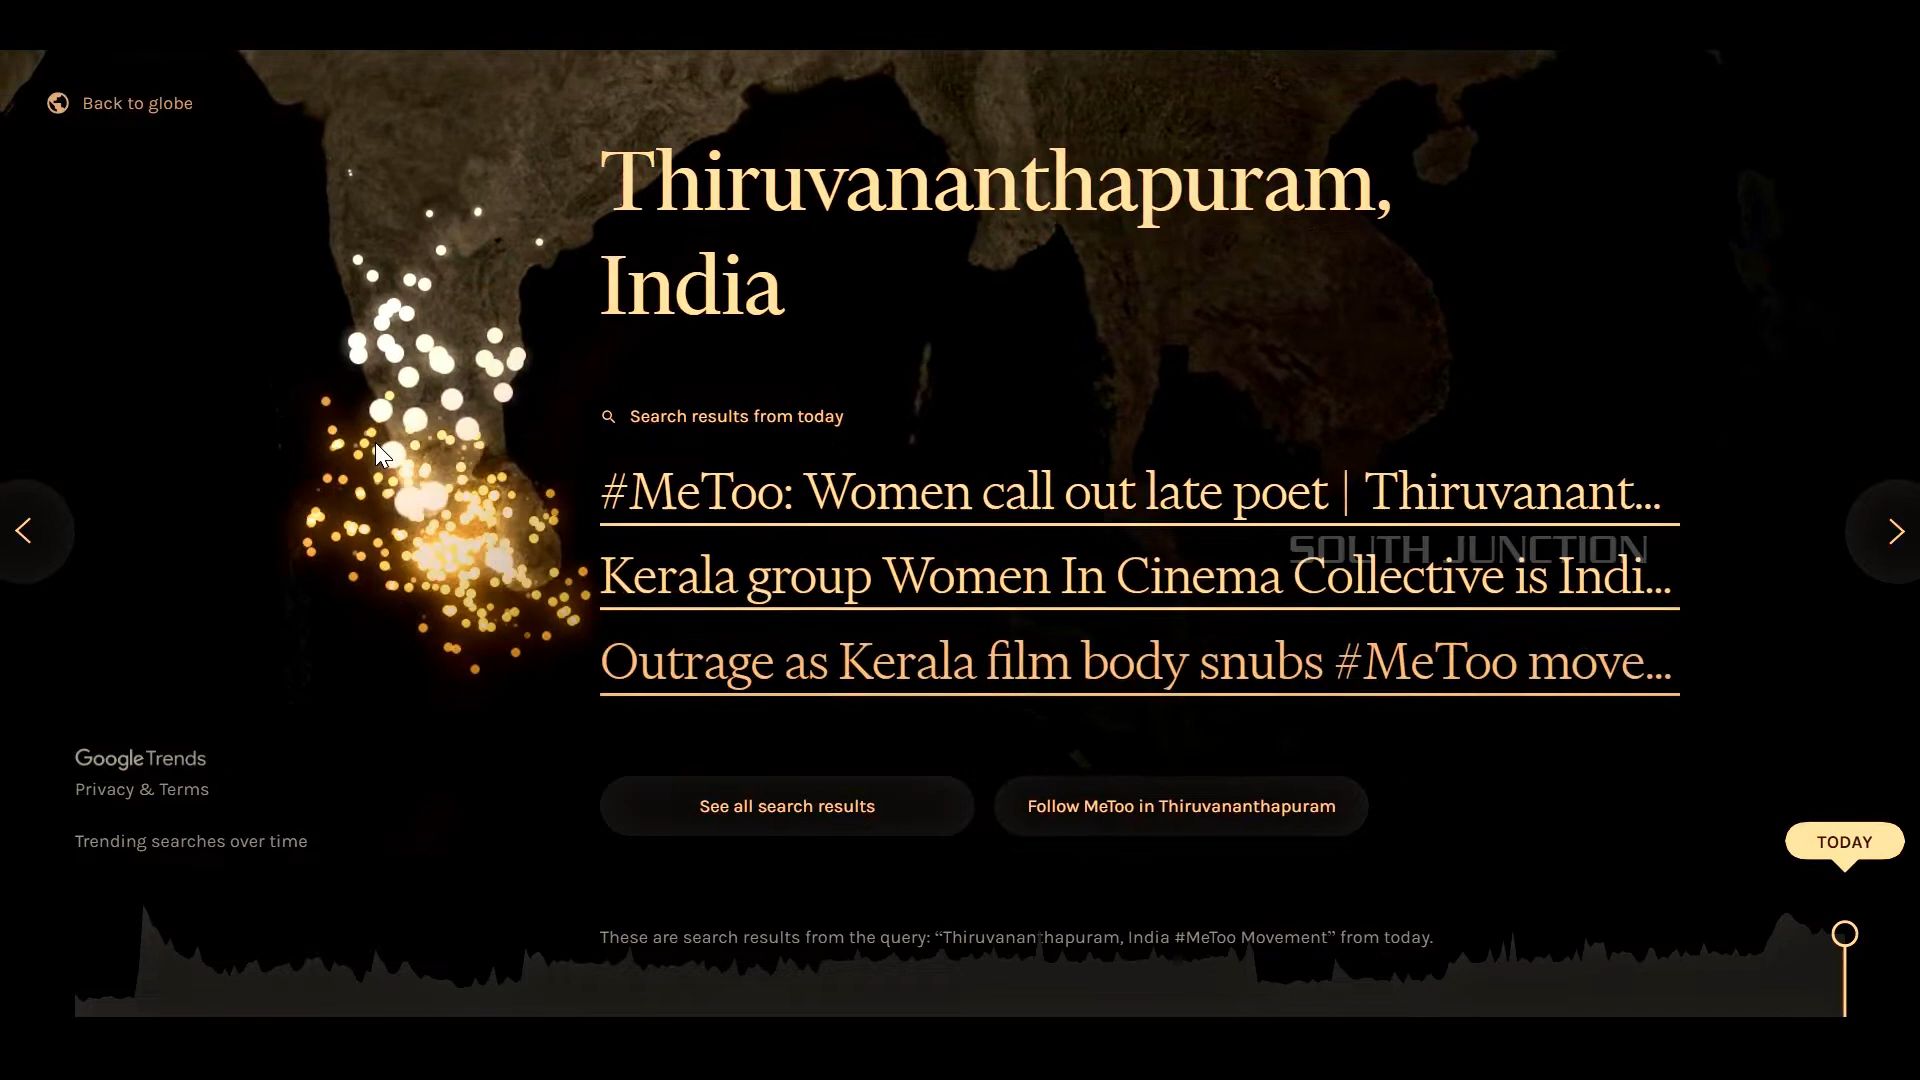 Back to globe
Thiruvananthapuram,
India
Search results from today
#MeToo: Women call out late poet | Thiruvanant...
SOUTH JUNCTION
Kerala group Women In Cinema Collective is Indi...
Outrage as Kerala film body snubs #MeToo move...
Google Trends
Privacy & Terms
See all search results
Follow MeToo in Thiruvananthapuram
Trending searches over time
TODAY
These are search results from the query: “Thiruvananthapuram, India #MeToo Movement” from today.